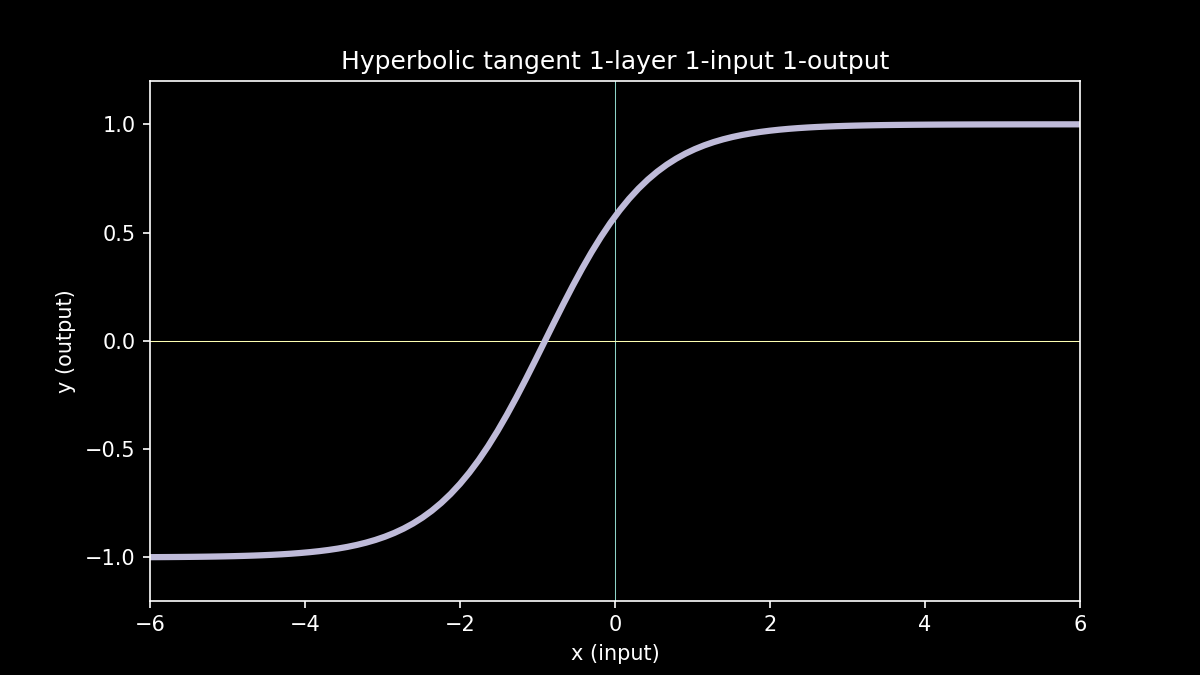 Hyperbolic tangent 1-layer 1-input 1-output
1.0
0.5
0.0
−0.5
−1.0
y (output)
−6 −4 −2 0 2 4 6
x (input)